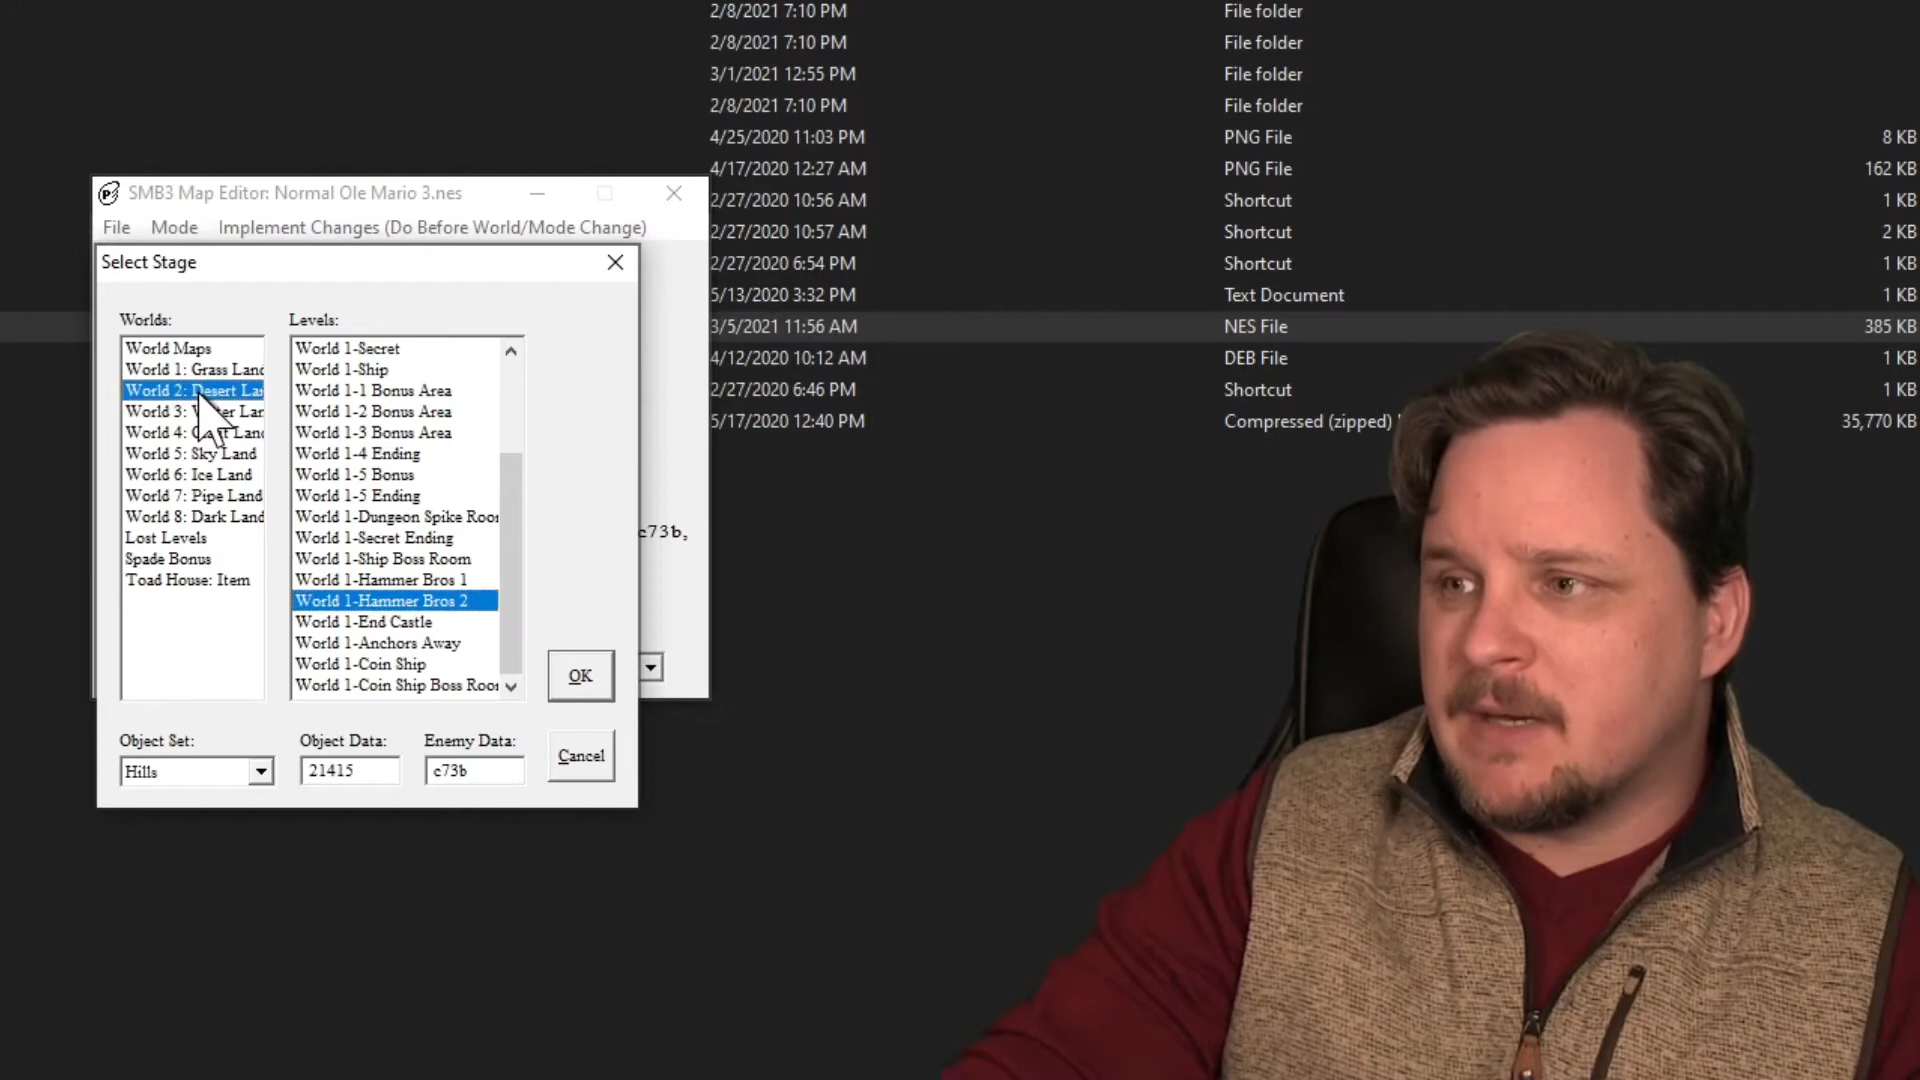 2/8/2021 7:10 PM File folder
2/8/2021 7:10 PM File folder
3/1/2021 12:55 PM File folder
2/8/2021 7:10 PM File folder
4/25/2020 11:03 PM PNG File 8 KB
4/17/2020 12:27 AM PNG File 162 KB
2/27/2020 10:56 AM Shortcut 1 KB
2/27/2020 10:57 AM Shortcut 2 KB
2/27/2020 6:54 PM Shortcut 1 KB
5/13/2020 3:32 PM Text Document 1 KB
3/5/2021 11:56 AM NES File 385 KB
4/12/2020 10:12 AM DEB File 1 KB
2/27/2020 6:46 PM Shortcut 1 KB
5/17/2020 12:40 PM Compressed (zipped) 35,770 KB
SMB3 Map Editor: Normal Ole Mario 3.nes
File Mode Implement Changes (Do Before World/Mode Change)
Select Stage
Worlds:
World Maps
World 1: Grass Land
World 2: Desert La
World 3: Lan
World 4: Land
World 5: Sky Land
World 6: Ice Land
World 7: Pipe Land
World 8: Dark Land
Lost Levels
Spade Bonus
Toad House: Item
Levels:
World 1-Secret
World 1-Ship
World 1-1 Bonus Area
World 1-2 Bonus Area
World 1-3 Bonus Area
World 1-4 Ending
World 1-5 Bonus
World 1-5 Ending
World 1-Dungeon Spike Roo
World 1-Secret Ending
World 1-Ship Boss Room
World 1-Hammer Bros 1
World 1-Hammer Bros 2
World 1-End Castle
World 1-Anchors Away
World 1-Coin Ship
World 1-Coin Ship Boss Roo
c73b,
OK
Cancel
Object Set:
Hills
Object Data:
21415
Enemy Data:
c73b